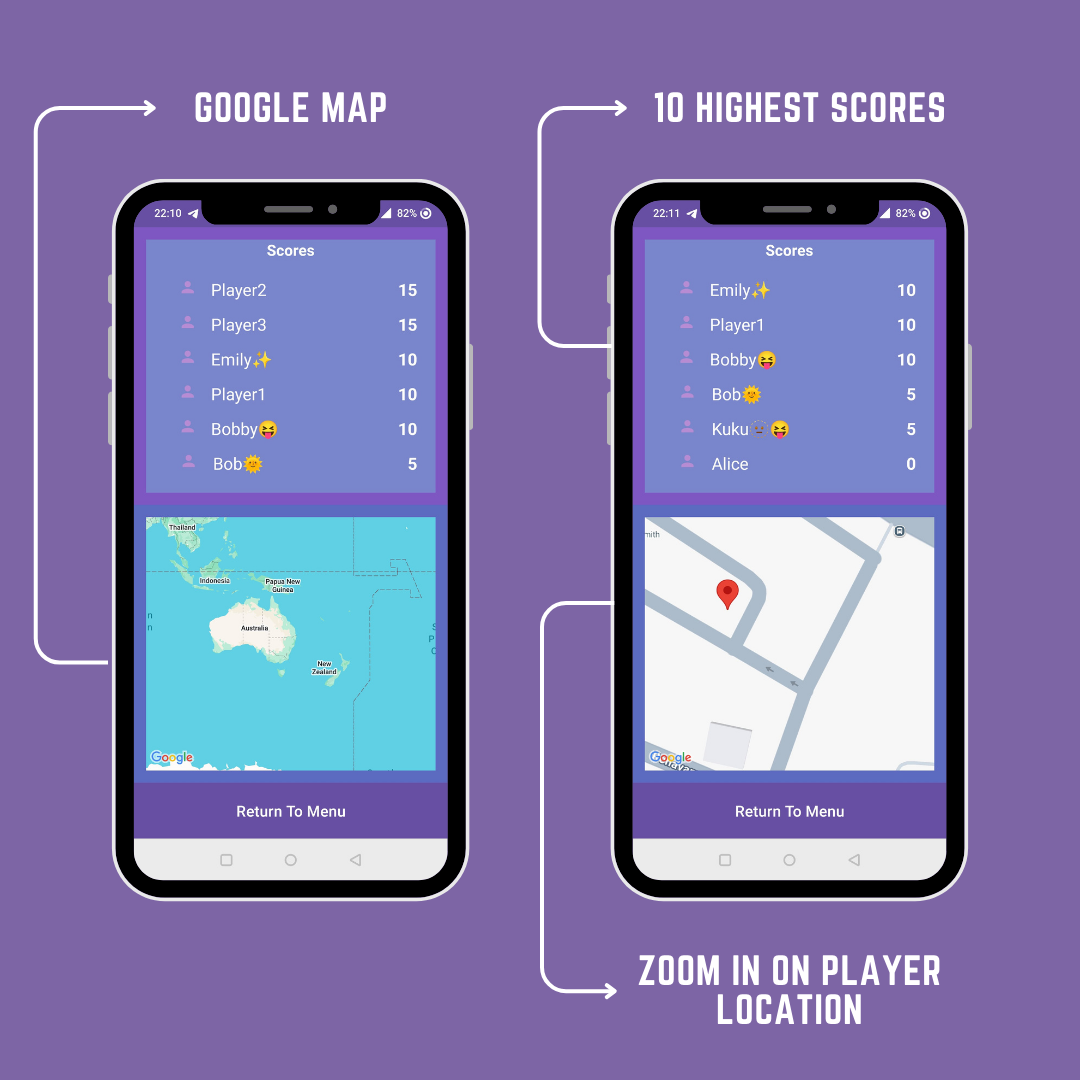 GOOGLE MAP
10 HIGHEST SCORES
22:10
82%
Scores
Player2 15
Player3 15
Emily✨ 10
Player1 10
Bobby😝 10
Bob🌞 5
Thailand
Indonesia
Papua New
Guinea
Australia
New
Zealand
Google
Return To Menu
22:11
82%
Scores
Emily✨ 10
Player1 10
Bobby😝 10
Bob🌞 5
Kuku🫥😝 5
Alice 0
mith
Google
Return To Menu
ZOOM IN ON PLAYER
LOCATION